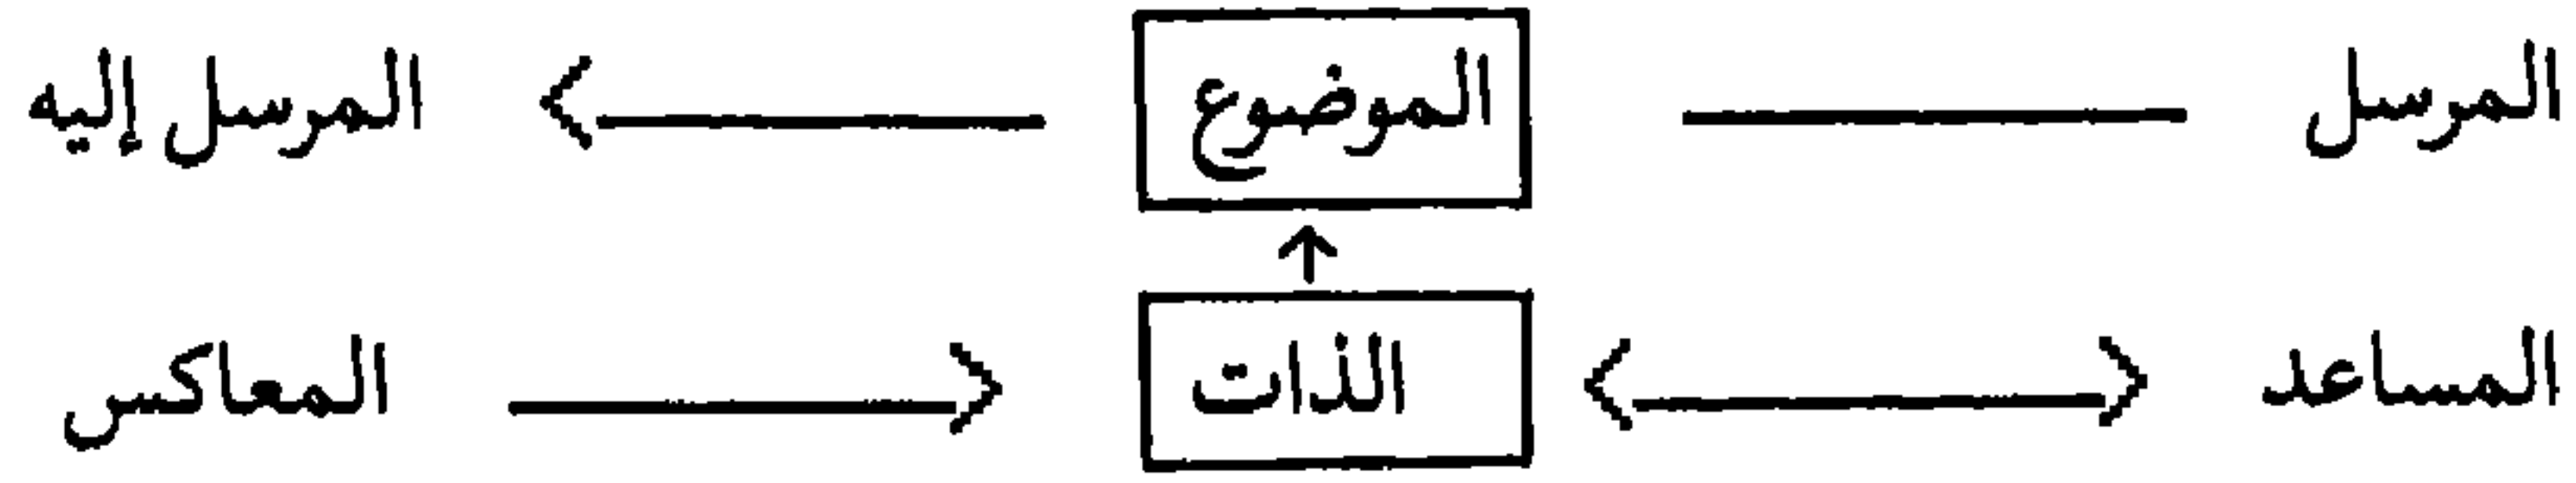 المرسل الموضوع المرسل إليه
المساعد الذات المعاكس